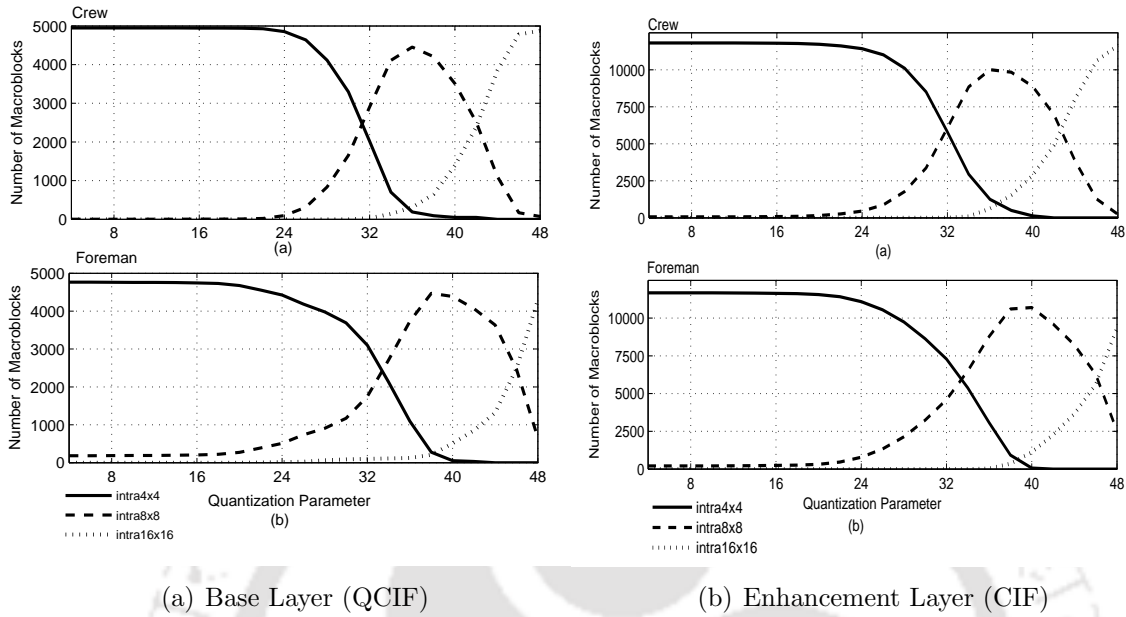 Crew
Number of Macroblocks
5000
4000
3000
2000
1000
0
8 16 24 32 40 48
(a)
Foreman
Number of Macroblocks
5000
4000
3000
2000
1000
0
8 16 24 32 40 48
Quantization Parameter
intra4x4
intra8x8
intra16x16
(b)
Crew
Number of Macroblocks
10000
7500
5000
2500
0
8 16 24 32 40 48
(a)
Foreman
Number of Macroblocks
10000
7500
5000
2500
0
8 16 24 32 40 48
Quantization Parameter
intra4x4
intra8x8
intra16x16
(b)
(a) Base Layer (QCIF)
(b) Enhancement Layer (CIF)